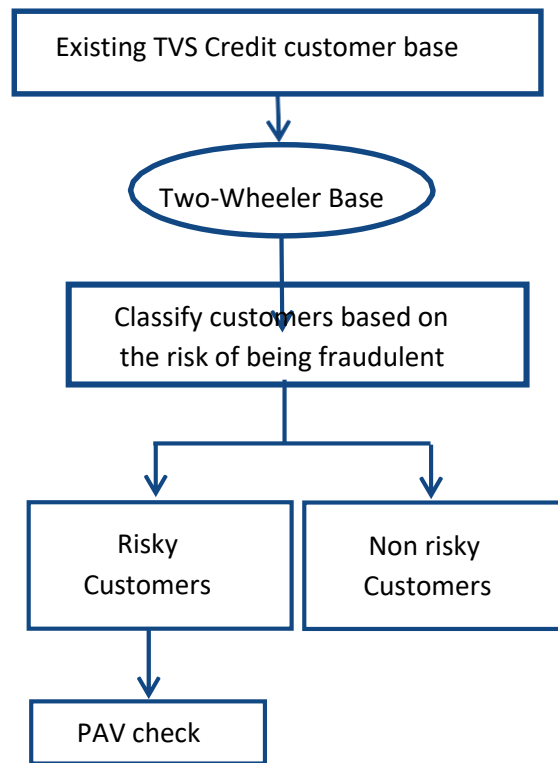 Existing TVS Credit customer base
Two-Wheeler Base
Classify customers based on
the risk of being fraudulent
Risky
Customers
Non risky
Customers
PAV check